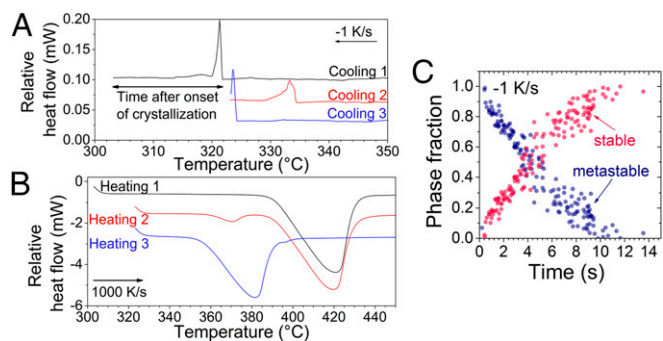 A
Relative
heat flow (mW)
0.20
0.15
0.10
0.05
0.00
-1 K/s
Cooling 1
Cooling 2
Cooling 3
Time after onset
of crystallization
300 310 320 330 340 350
Temperature (°C)
B
Relative
heat flow (mW)
0
-2
-4
-6
Heating 1
Heating 2
Heating 3
1000 K/s
300 320 340 360 380 400 420 440
Temperature (°C)
C
Phase fraction
1.0
0.8
0.6
0.4
0.2
0.0
-1 K/s
stable
metastable
0 2 4 6 8 10 12 14
Time (s)